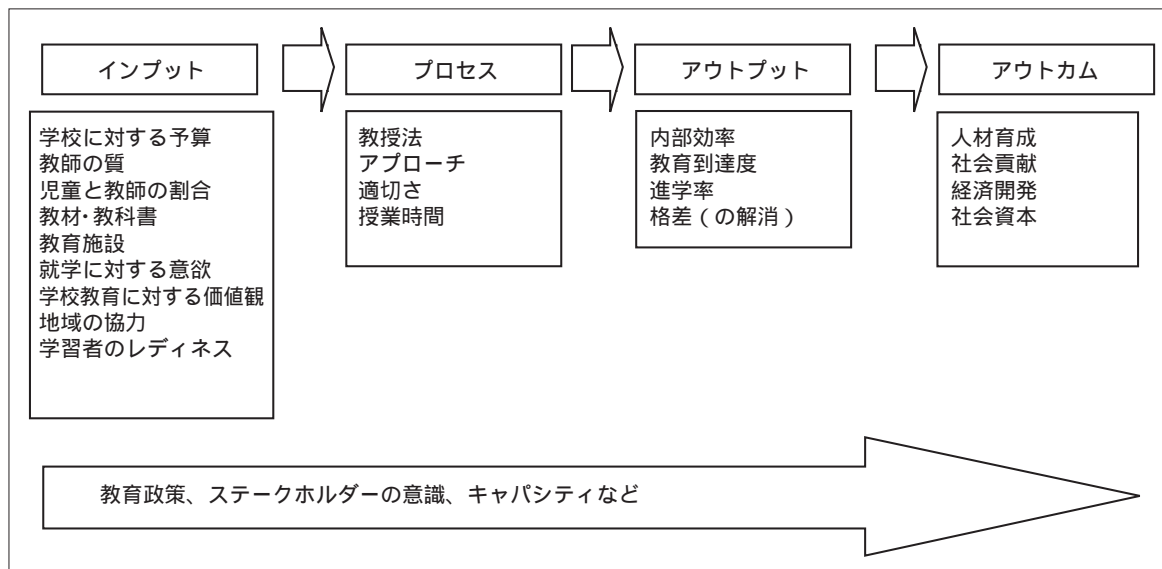 インプット
プロセス
アウトプット
アウトカム
学校に対する予算
教師の質
児童と教師の割合
教材・教科書
教育施設
就学に対する意欲
学校教育に対する価値観
地域の協力
学習者のレディネス
教授法
アプローチ
適切さ
授業時間
内部効率
教育到達度
進学率
格差(の解消)
人材育成
社会貢献
経済開発
社会資本
教育政策、ステークホルダーの意識、キャパシティなど